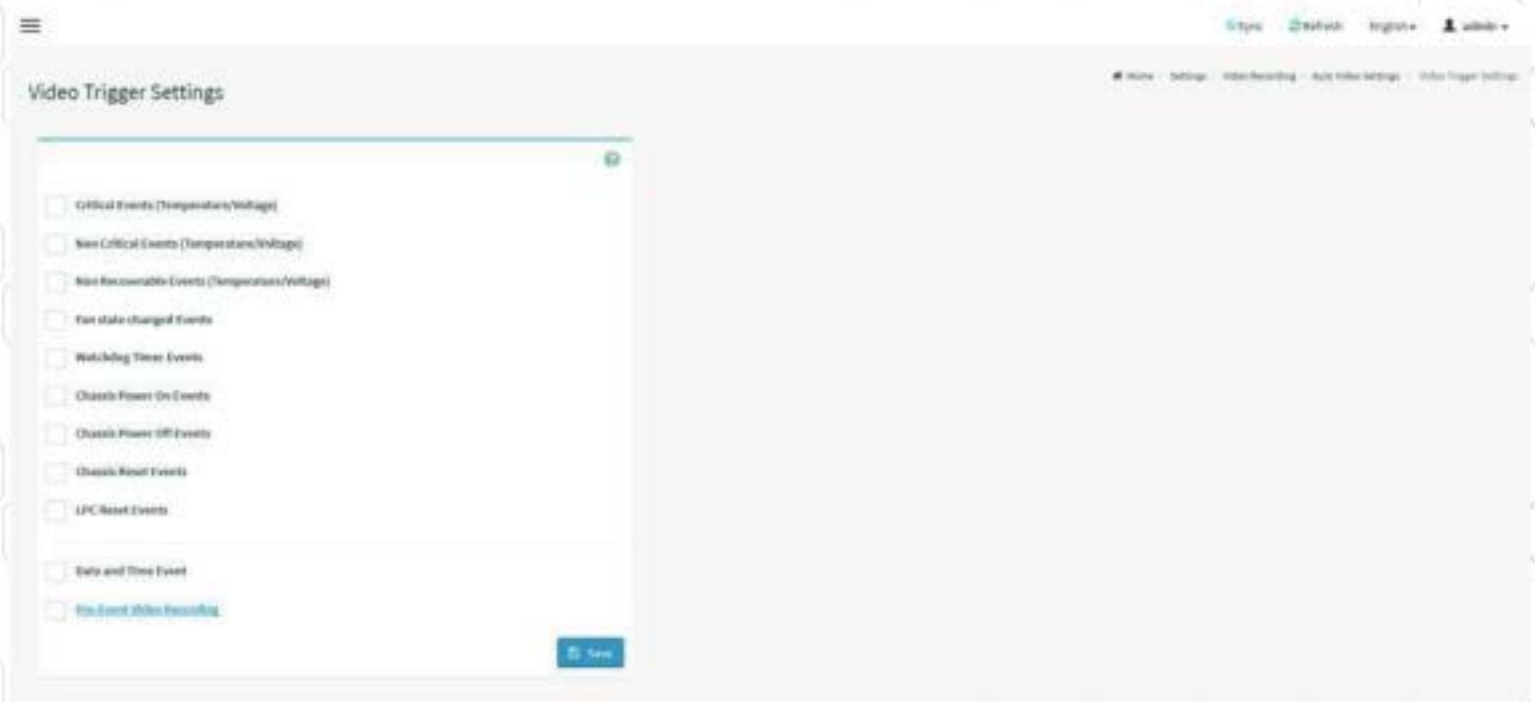 Sync Refresh English admin
Home Settings Video Recording Auto Video Settings Video Trigger Settings
Video Trigger Settings
Critical Events (Temperature/Voltage)
Non Critical Events (Temperature/Voltage)
Non Recoverable Events (Temperature/Voltage)
Fan state changed Events
Watchdog Timer Events
Chassis Power On Events
Chassis Power Off Events
Chassis Reset Events
LPC Reset Events
Date and Time Event
Pre-Event Video Recording
Save